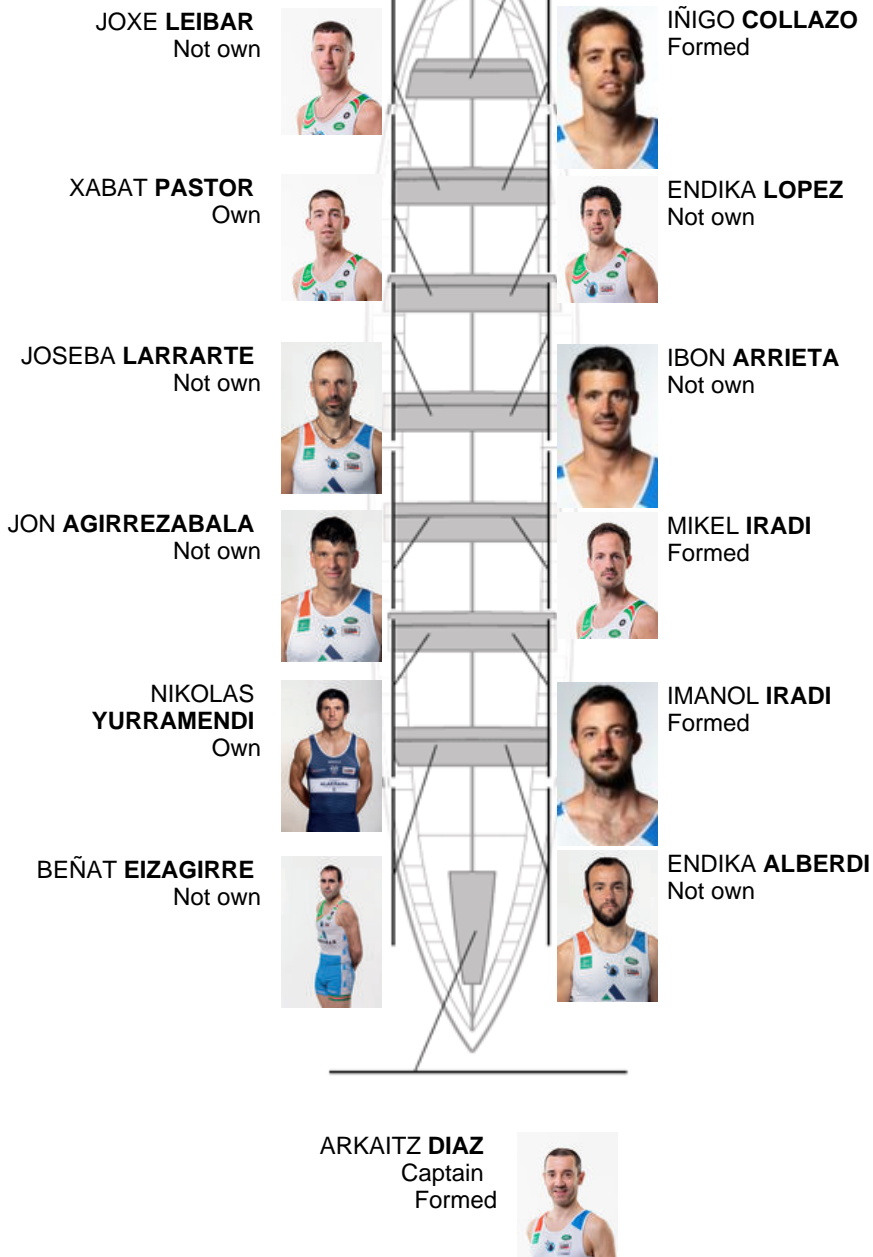 JOXE LEIBAR
Not own
IÑIGO COLLAZO
Formed
XABAT PASTOR
Own
ENDIKA LOPEZ
Not own
JOSEBA LARRARTE
Not own
IBON ARRIETA
Not own
JON AGIRREZABALA
Not own
MIKEL IRADI
Formed
NIKOLAS
YURRAMENDI
Own
IMANOL IRADI
Formed
BEÑAT EIZAGIRRE
Not own
ENDIKA ALBERDI
Not own
ARKAITZ DIAZ
Captain
Formed